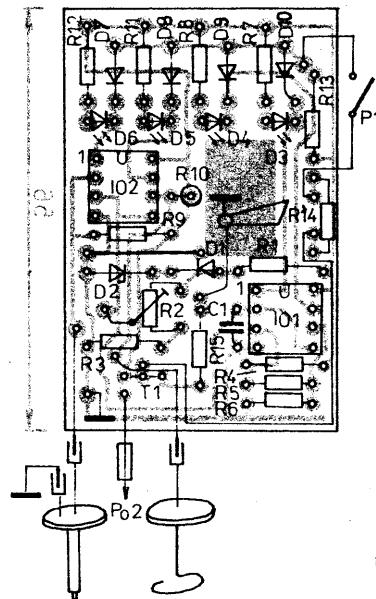 R12 D7 R11 D8 R8 D9 R7 D10
R13
P1
D6 D5 D4 D3
1 U
IO2
R10
R14
R9
D1 R1
D2
R2
C1
1 U
IO1
R3
R15
R4
T1
R5
R6
Po2